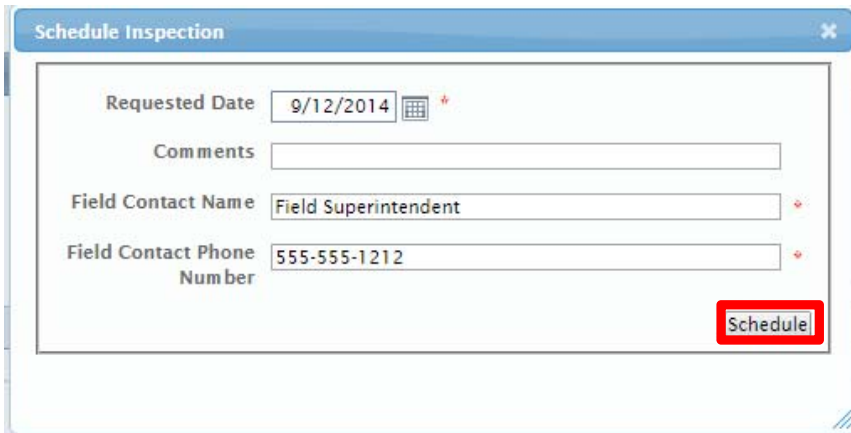 Schedule Inspection
Requested Date 9/12/2014 *
Comments
Field Contact Name Field Superintendent *
Field Contact Phone 555-555-1212 *
Number
Schedule